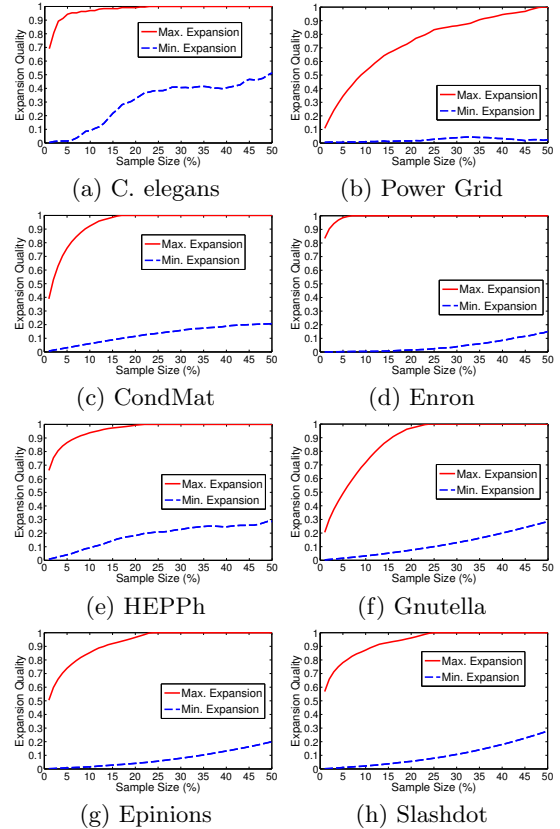 Expansion Quality
1
0.9
0.8
0.7
0.6
0.5
0.4
0.3
0.2
0.1
0
Max. Expansion
Min. Expansion
0 5 10 15 20 25 30 35 40 45 50
Sample Size (%)
(a) C. elegans
Expansion Quality
1
0.9
0.8
0.7
0.6
0.5
0.4
0.3
0.2
0.1
0
Max. Expansion
Min. Expansion
0 5 10 15 20 25 30 35 40 45 50
Sample Size (%)
(b) Power Grid
Expansion Quality
1
0.9
0.8
0.7
0.6
0.5
0.4
0.3
0.2
0.1
0
Max. Expansion
Min. Expansion
0 5 10 15 20 25 30 35 40 45 50
Sample Size (%)
(c) CondMat
Expansion Quality
1
0.9
0.8
0.7
0.6
0.5
0.4
0.3
0.2
0.1
0
Max. Expansion
Min. Expansion
0 5 10 15 20 25 30 35 40 45 50
Sample Size (%)
(d) Enron
Expansion Quality
1
0.9
0.8
0.7
0.6
0.5
0.4
0.3
0.2
0.1
0
Max. Expansion
Min. Expansion
0 5 10 15 20 25 30 35 40 45 50
Sample Size (%)
(e) HEPPh
Expansion Quality
1
0.9
0.8
0.7
0.6
0.5
0.4
0.3
0.2
0.1
0
Max. Expansion
Min. Expansion
0 5 10 15 20 25 30 35 40 45 50
Sample Size (%)
(f) Gnutella
Expansion Quality
1
0.9
0.8
0.7
0.6
0.5
0.4
0.3
0.2
0.1
0
Max. Expansion
Min. Expansion
0 5 10 15 20 25 30 35 40 45 50
Sample Size (%)
(g) Epinions
Expansion Quality
1
0.9
0.8
0.7
0.6
0.5
0.4
0.3
0.2
0.1
0
Max. Expansion
Min. Expansion
0 5 10 15 20 25 30 35 40 45 50
Sample Size (%)
(h) Slashdot